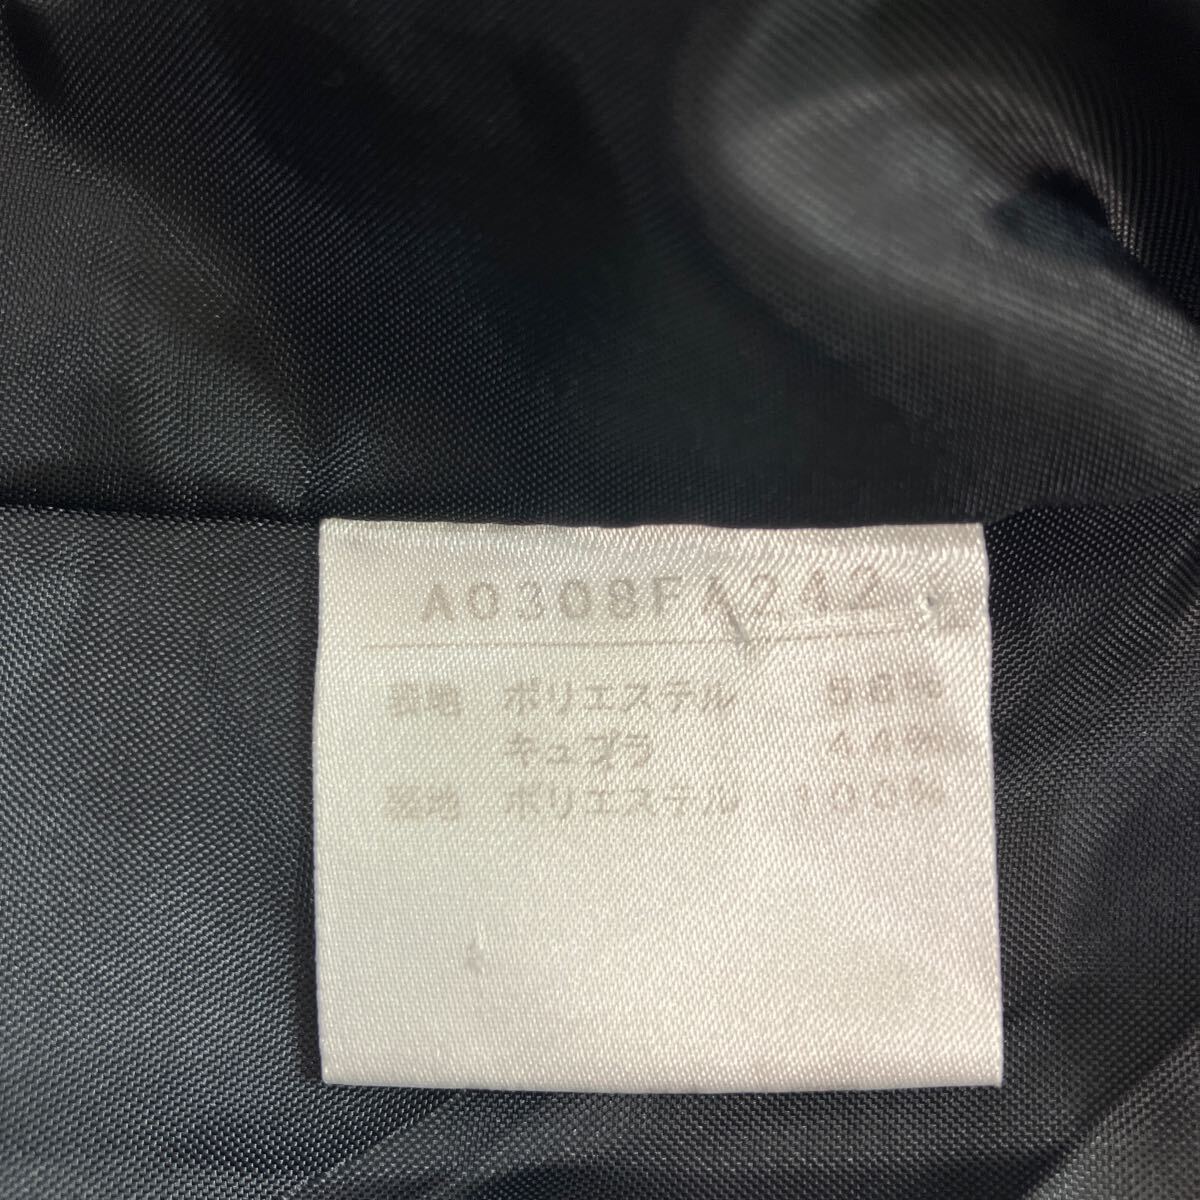 A0308FA242
表地 ポリエステル 56%
キュプラ 44%
裏地 ポリエステル 100%